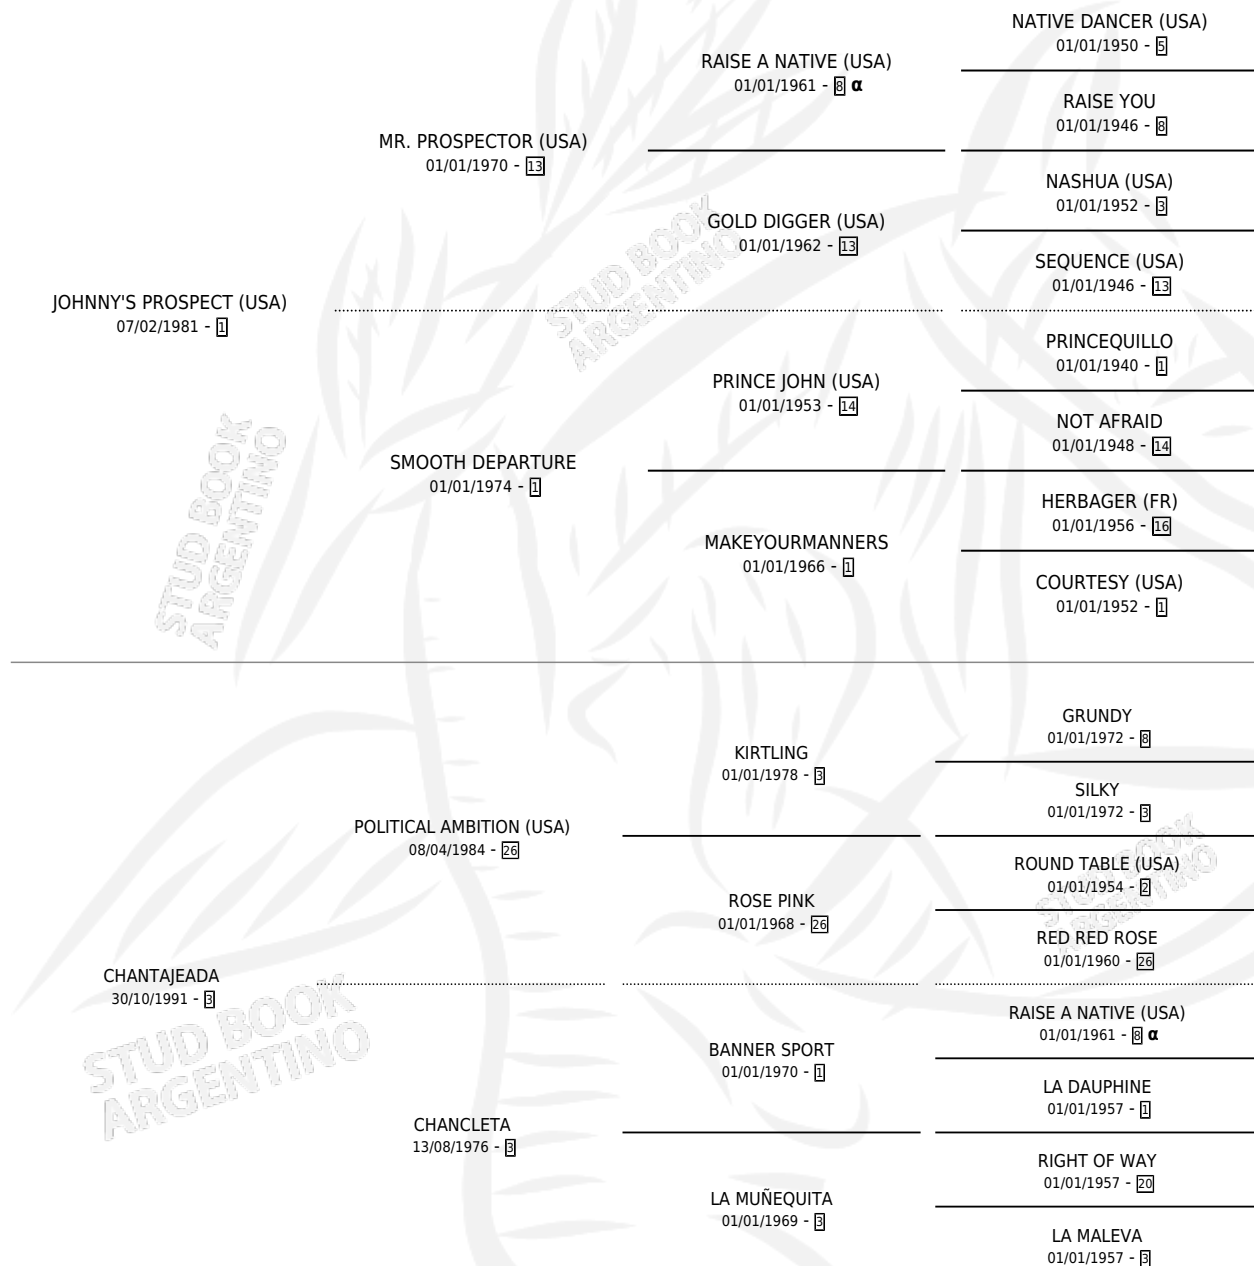 NATIVE DANCER (USA)
01/01/1950 - 5
RAISE A NATIVE (USA)
01/01/1961 - 8 α
RAISE YOU
01/01/1946 - 8
MR. PROSPECTOR (USA)
01/01/1970 - 13
NASHUA (USA)
01/01/1952 - 3
GOLD DIGGER (USA)
01/01/1962 - 13
SEQUENCE (USA)
01/01/1946 - 13
JOHNNY'S PROSPECT (USA)
07/02/1981 - 1
STUD BOOK
ARGENTINO
PRINCEQUILLO
01/01/1940 - 1
PRINCE JOHN (USA)
01/01/1953 - 14
NOT AFRAID
01/01/1948 - 14
SMOOTH DEPARTURE
01/01/1974 - 1
HERBAGER (FR)
01/01/1956 - 16
MAKEYOURMANNERS
01/01/1966 - 1
COURTESY (USA)
01/01/1952 - 1
STUD BOOK
ARGENTINO
GRUNDY
01/01/1972 - 8
KIRTLING
01/01/1978 - 3
SILKY
01/01/1972 - 3
POLITICAL AMBITION (USA)
08/04/1984 - 26
ROUND TABLE (USA)
01/01/1954 - 2
STUD BOOK
ARGENTINO
ROSE PINK
01/01/1968 - 26
RED RED ROSE
01/01/1960 - 26
CHANTAJEADA
30/10/1991 - 3
STUD BOOK
ARGENTINO
RAISE A NATIVE (USA)
01/01/1961 - 8 α
BANNER SPORT
01/01/1970 - 1
LA DAUPHINE
01/01/1957 - 1
CHANCLETA
13/08/1976 - 3
RIGHT OF WAY
01/01/1957 - 20
LA MUÑEQUITA
01/01/1969 - 3
LA MALEVA
01/01/1957 - 3